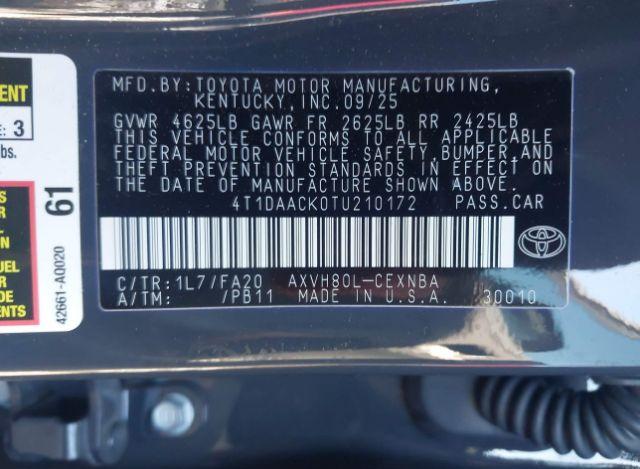 MFD.BY:TOYOTA MOTOR MANUFACTURING,
KENTUCKY,INC.09/25
GVWR 4625LB GAWR FR 2625LB RR 2425LB
THIS VEHICLE CONFORMS TO ALL APPLICABLE
FEDERAL MOTOR VEHICLE SAFETY,BUMPER,AND
THEFT PREVENTION STANDARDS IN EFFECT ON
THE DATE OF MANUFACTURE SHOWN ABOVE.
4T1DAACK0TU210172 PASS.CAR
C/TR:1L7/FA20 AXVH80L-CEXNBA
A/TM: /PB11 MADE IN U.S.A. 30010
3
61
42661-A0020